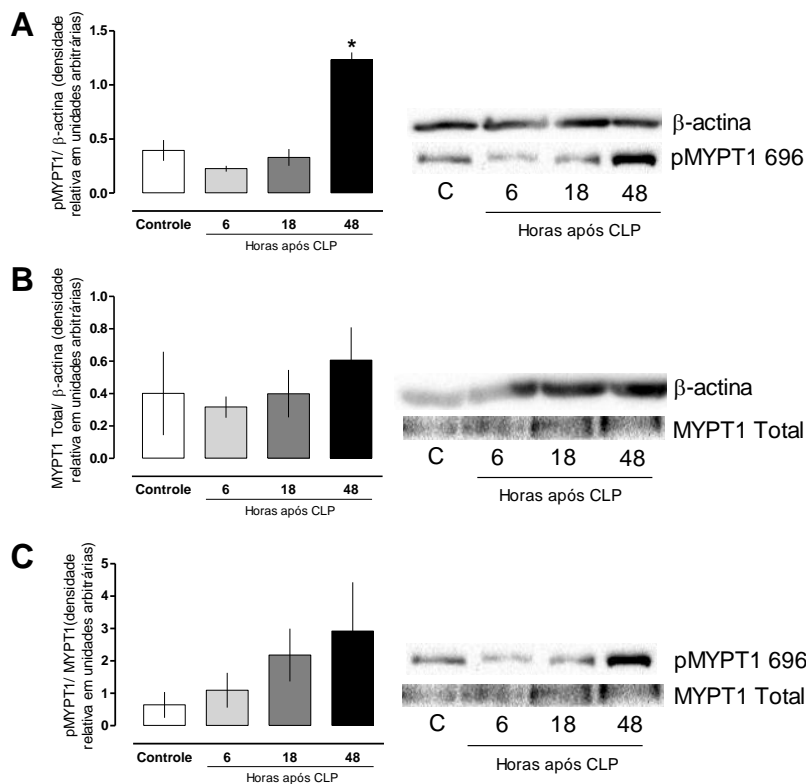 A
pMYPT1/ β-actina (densidade
relativa em unidades arbitrárias)
1.5
1.0
0.5
0.0
*
Controle 6 18 48
Horas após CLP
β-actina
pMYPT1 696
C 6 18 48
Horas após CLP
B
MYPT1 Total/ β-actina (densidade
relativa em unidades arbitrárias)
1.0
0.8
0.6
0.4
0.2
0.0
Controle 6 18 48
Horas após CLP
β-actina
MYPT1 Total
C 6 18 48
Horas após CLP
C
pMYPT1/ MYPT1(densidade
relativa em unidades arbitrárias)
5
4
3
2
1
0
Controle 6 18 48
Horas após CLP
pMYPT1 696
MYPT1 Total
C 6 18 48
Horas após CLP